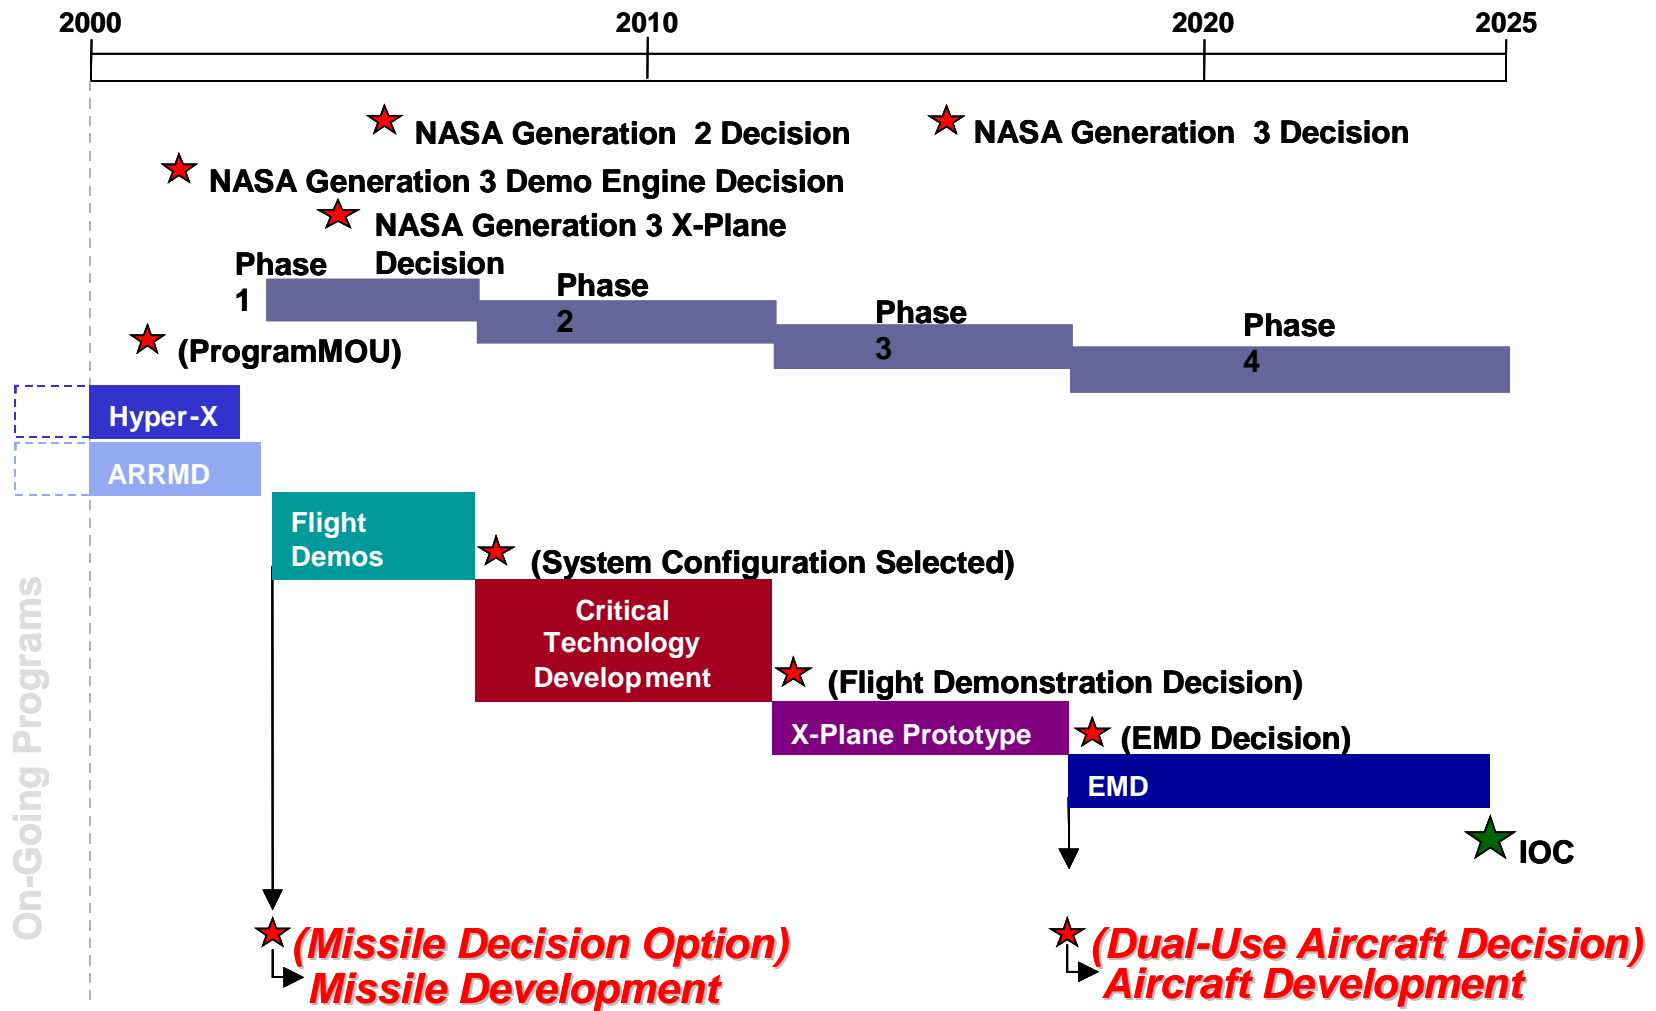 2000 2010 2020 2025
NASA Generation  2 Decision
NASA Generation  3 Decision
NASA Generation 3 Demo Engine Decision
NASA Generation 3 X-Plane
Decision
Phase
1
Phase
2
Phase
3
Phase
4
(ProgramMOU)
Hyper-X
ARRMD
Flight
Demos
(System Configuration Selected)
Critical
Technology
Development
(Flight Demonstration Decision)
X-Plane Prototype
(EMD Decision)
EMD
IOC
On-Going Programs
(Missile Decision Option)
Missile Development
(Dual-Use Aircraft Decision)
Aircraft Development